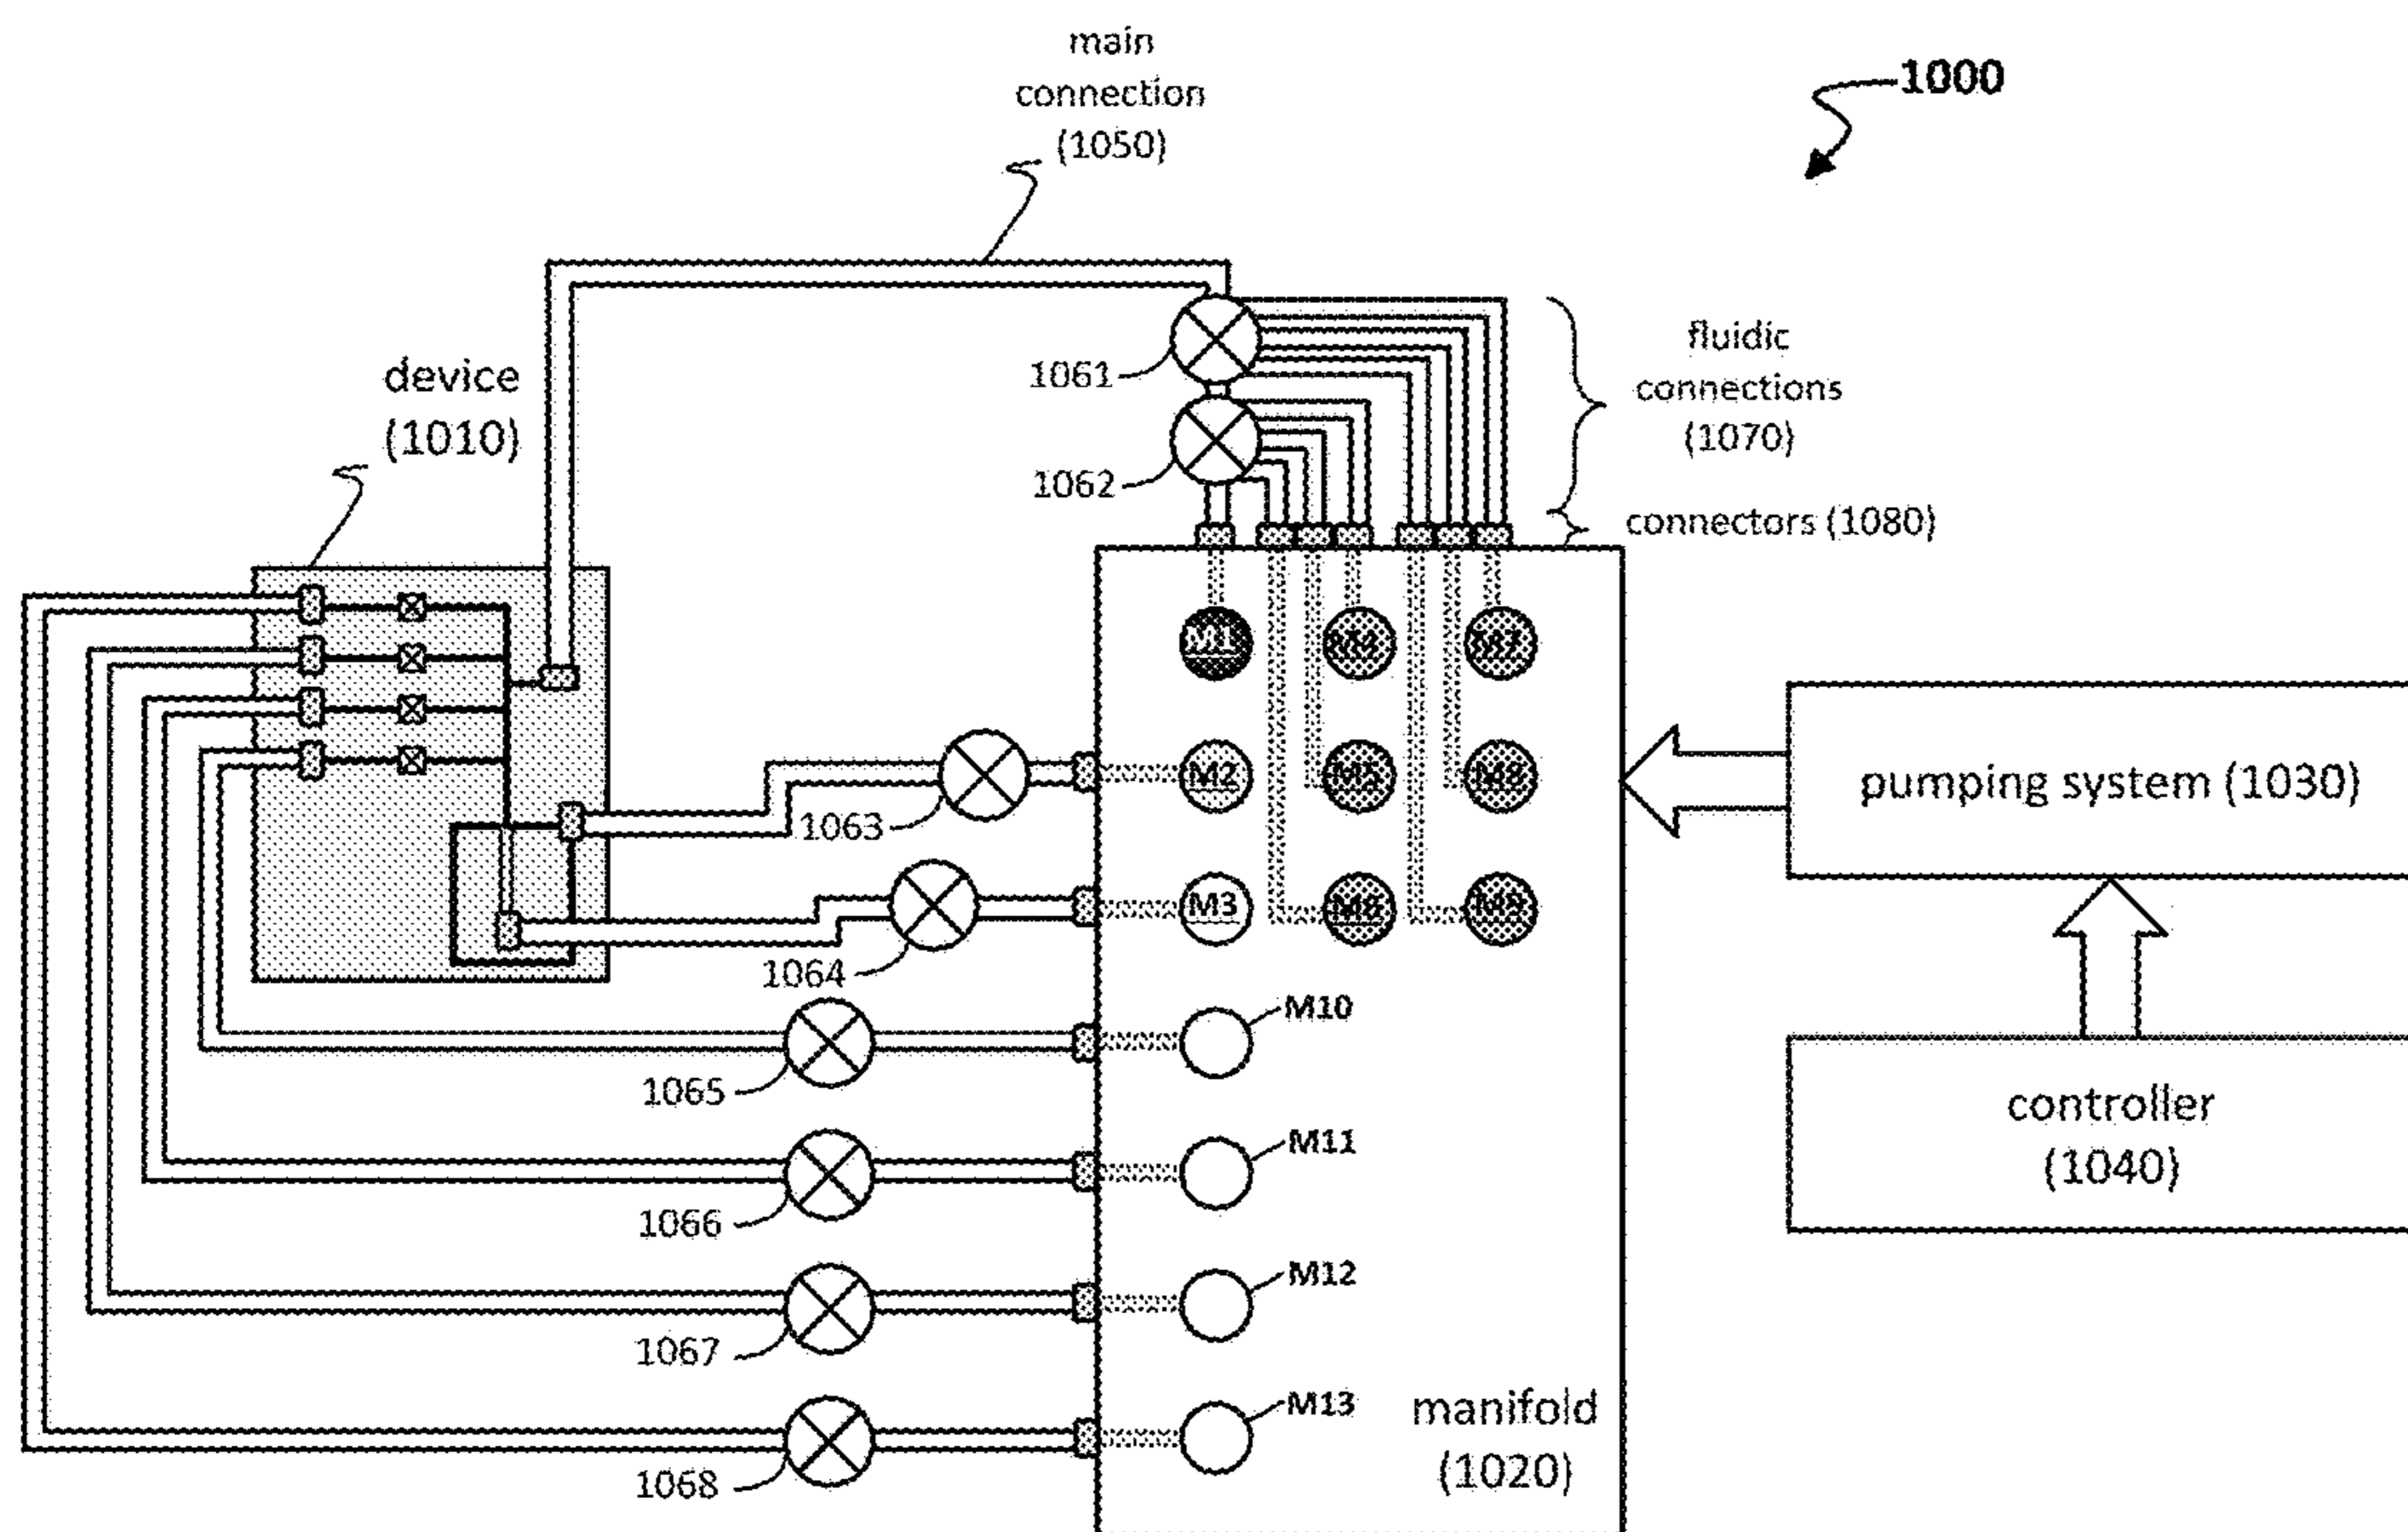 main
connection
(1050)
1000
device
(1010)
1061
1062
fluidic
connections
(1070)
connectors (1080)
M1
M4
M7
M2
M5
M8
M3
M6
M9
1063
1064
pumping system (1030)
controller
(1040)
M10
1065
M11
1066
M12
1067
M13
1068
manifold
(1020)